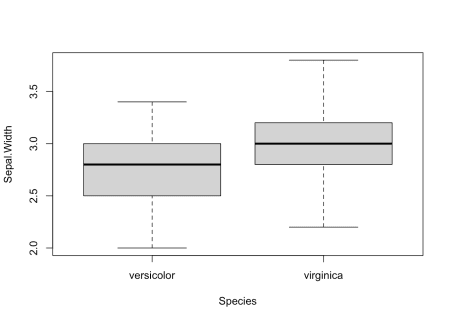 3.5
3.0
2.5
2.0
Sepal.Width
versicolor virginica
Species